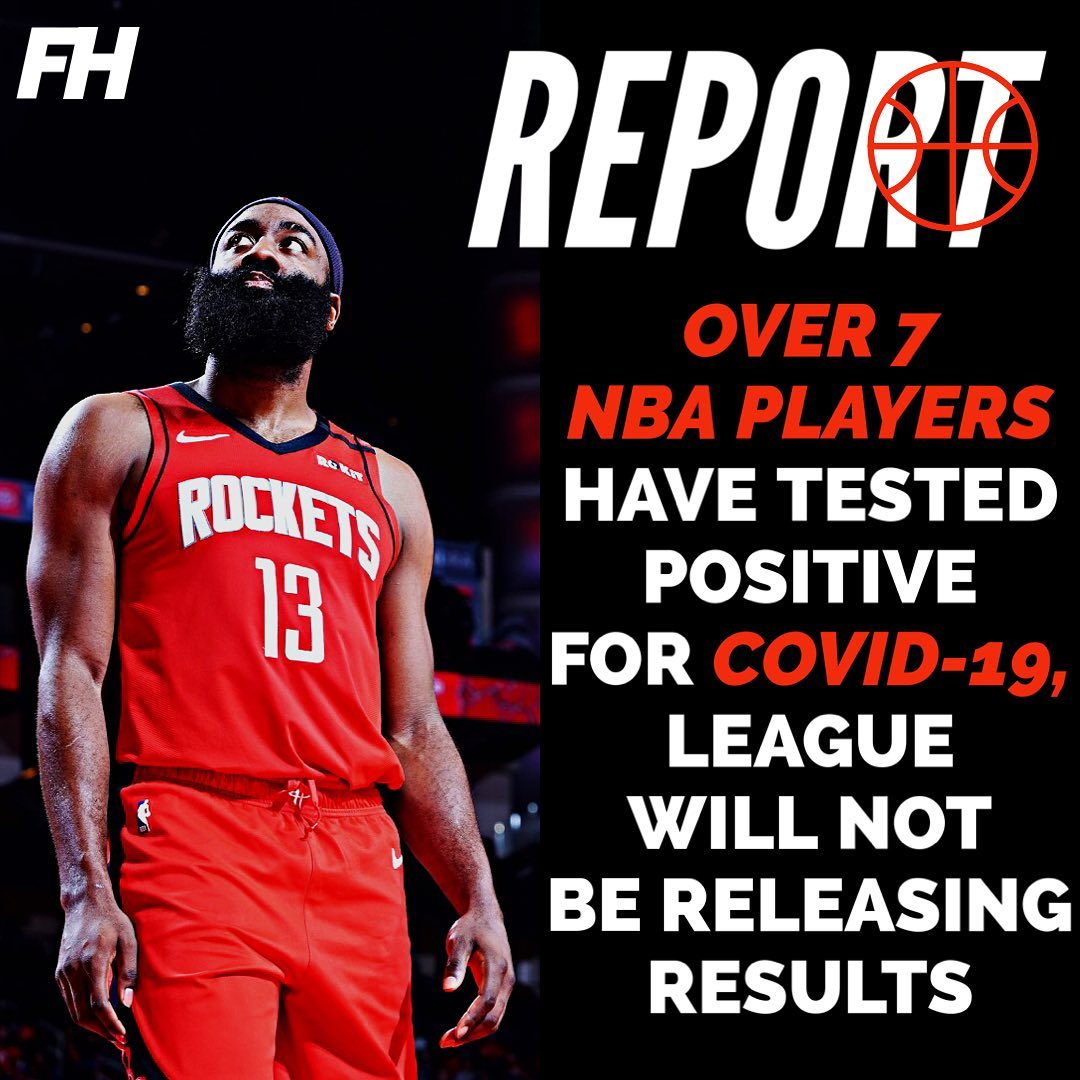 FH
REPORT
OVER 7
NBA PLAYERS
HAVE TESTED
POSITIVE
FOR COVID-19,
LEAGUE
WILL NOT
BE RELEASING
RESULTS
ROKIT
ROCKETS
13